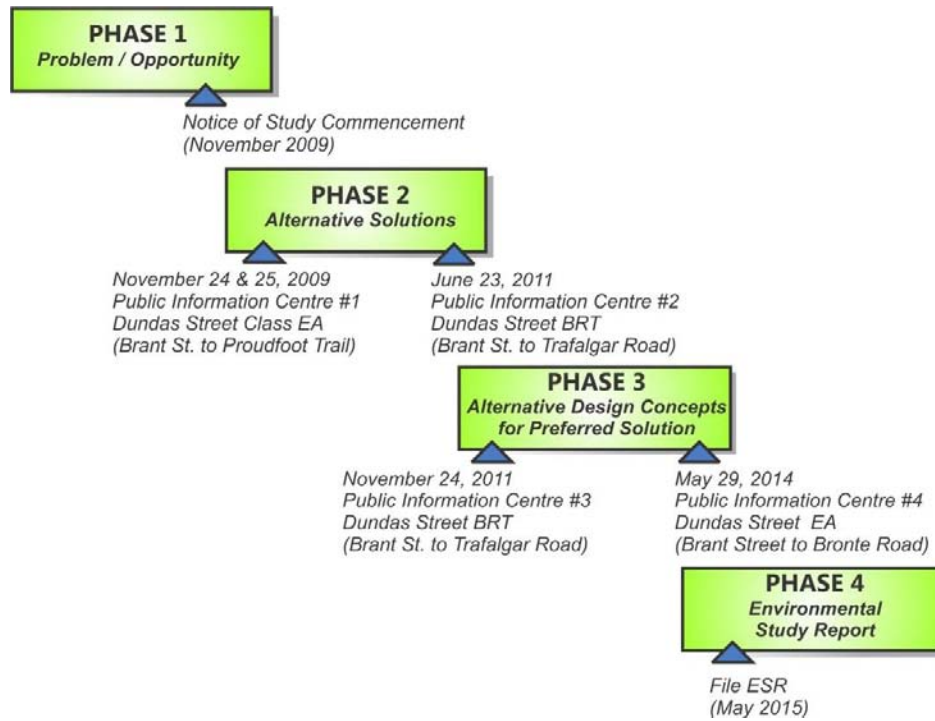 PHASE 1
Problem / Opportunity
Notice of Study Commencement
(November 2009)
PHASE 2
Alternative Solutions
November 24 & 25, 2009
Public Information Centre #1
Dundas Street Class EA
(Brant St. to Proudfoot Trail)
June 23, 2011
Public Information Centre #2
Dundas Street BRT
(Brant St. to Trafalgar Road)
PHASE 3
Alternative Design Concepts
for Preferred Solution
November 24, 2011
Public Information Centre #3
Dundas Street BRT
(Brant St. to Trafalgar Road)
May 29, 2014
Public Information Centre #4
Dundas Street EA
(Brant Street to Bronte Road)
PHASE 4
Environmental
Study Report
File ESR
(May 2015)